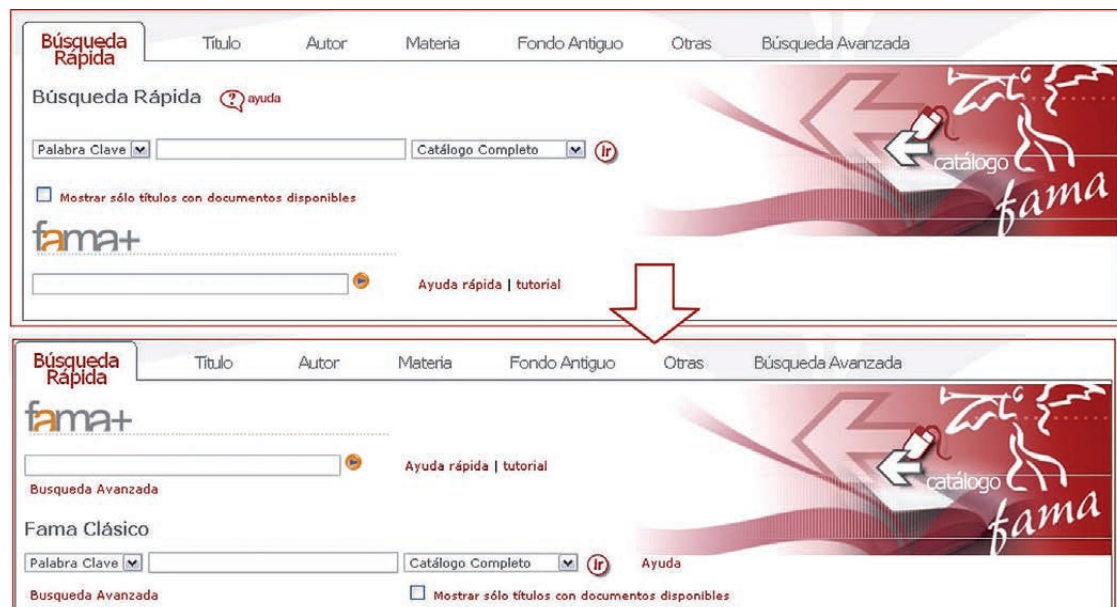 Búsqueda Rápida Título Autor Materia Fondo Antiguo Otras Búsqueda Avanzada
Búsqueda Rápida ? ayuda
Palabra Clave Catálogo Completo ir
Mostrar sólo títulos con documentos disponibles
catálogo
fama
fama+
Ayuda rápida | tutorial
Búsqueda Rápida Título Autor Materia Fondo Antiguo Otras Búsqueda Avanzada
fama+
Ayuda rápida | tutorial
Busqueda Avanzada
catálogo
fama
Fama Clásico
Palabra Clave Catálogo Completo ir Ayuda
Busqueda Avanzada Mostrar sólo títulos con documentos disponibles